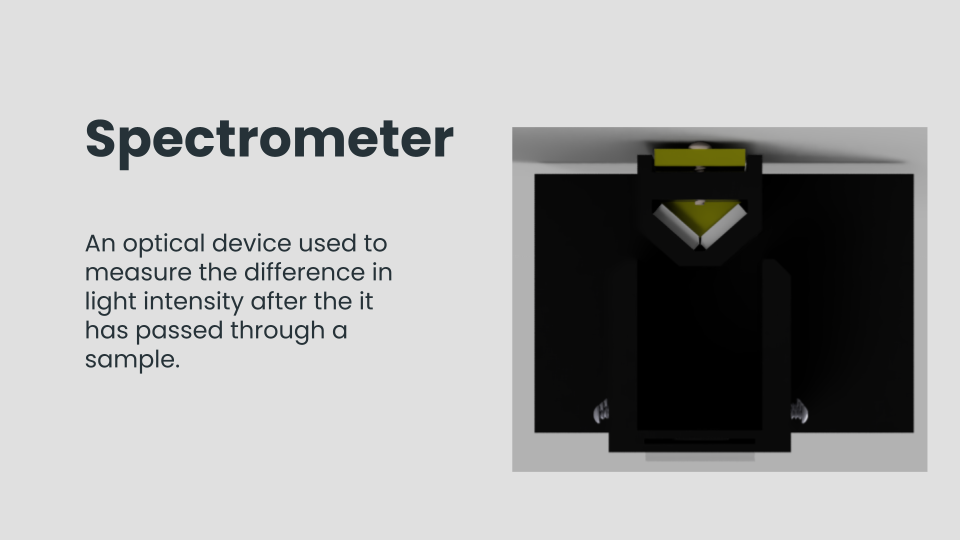 Spectrometer
An optical device used to
measure the difference in
light intensity after the it
has passed through a
sample.